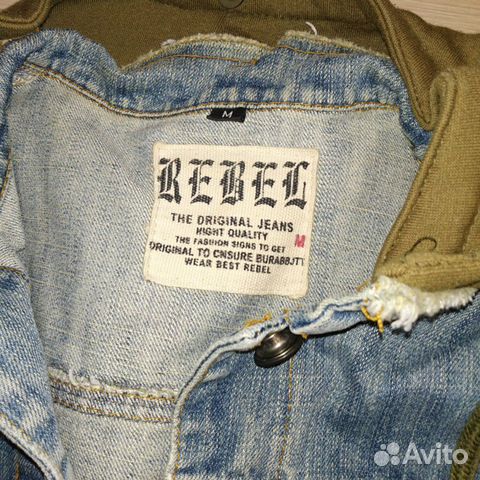 M
REBEL
THE ORIGINAL JEANS
HIGHT QUALITY
THE FASHION SIGNS TO GET
ORIGINAL TO CNSURE BURABBJTT
WEAR BEST REBEL
M
Avito